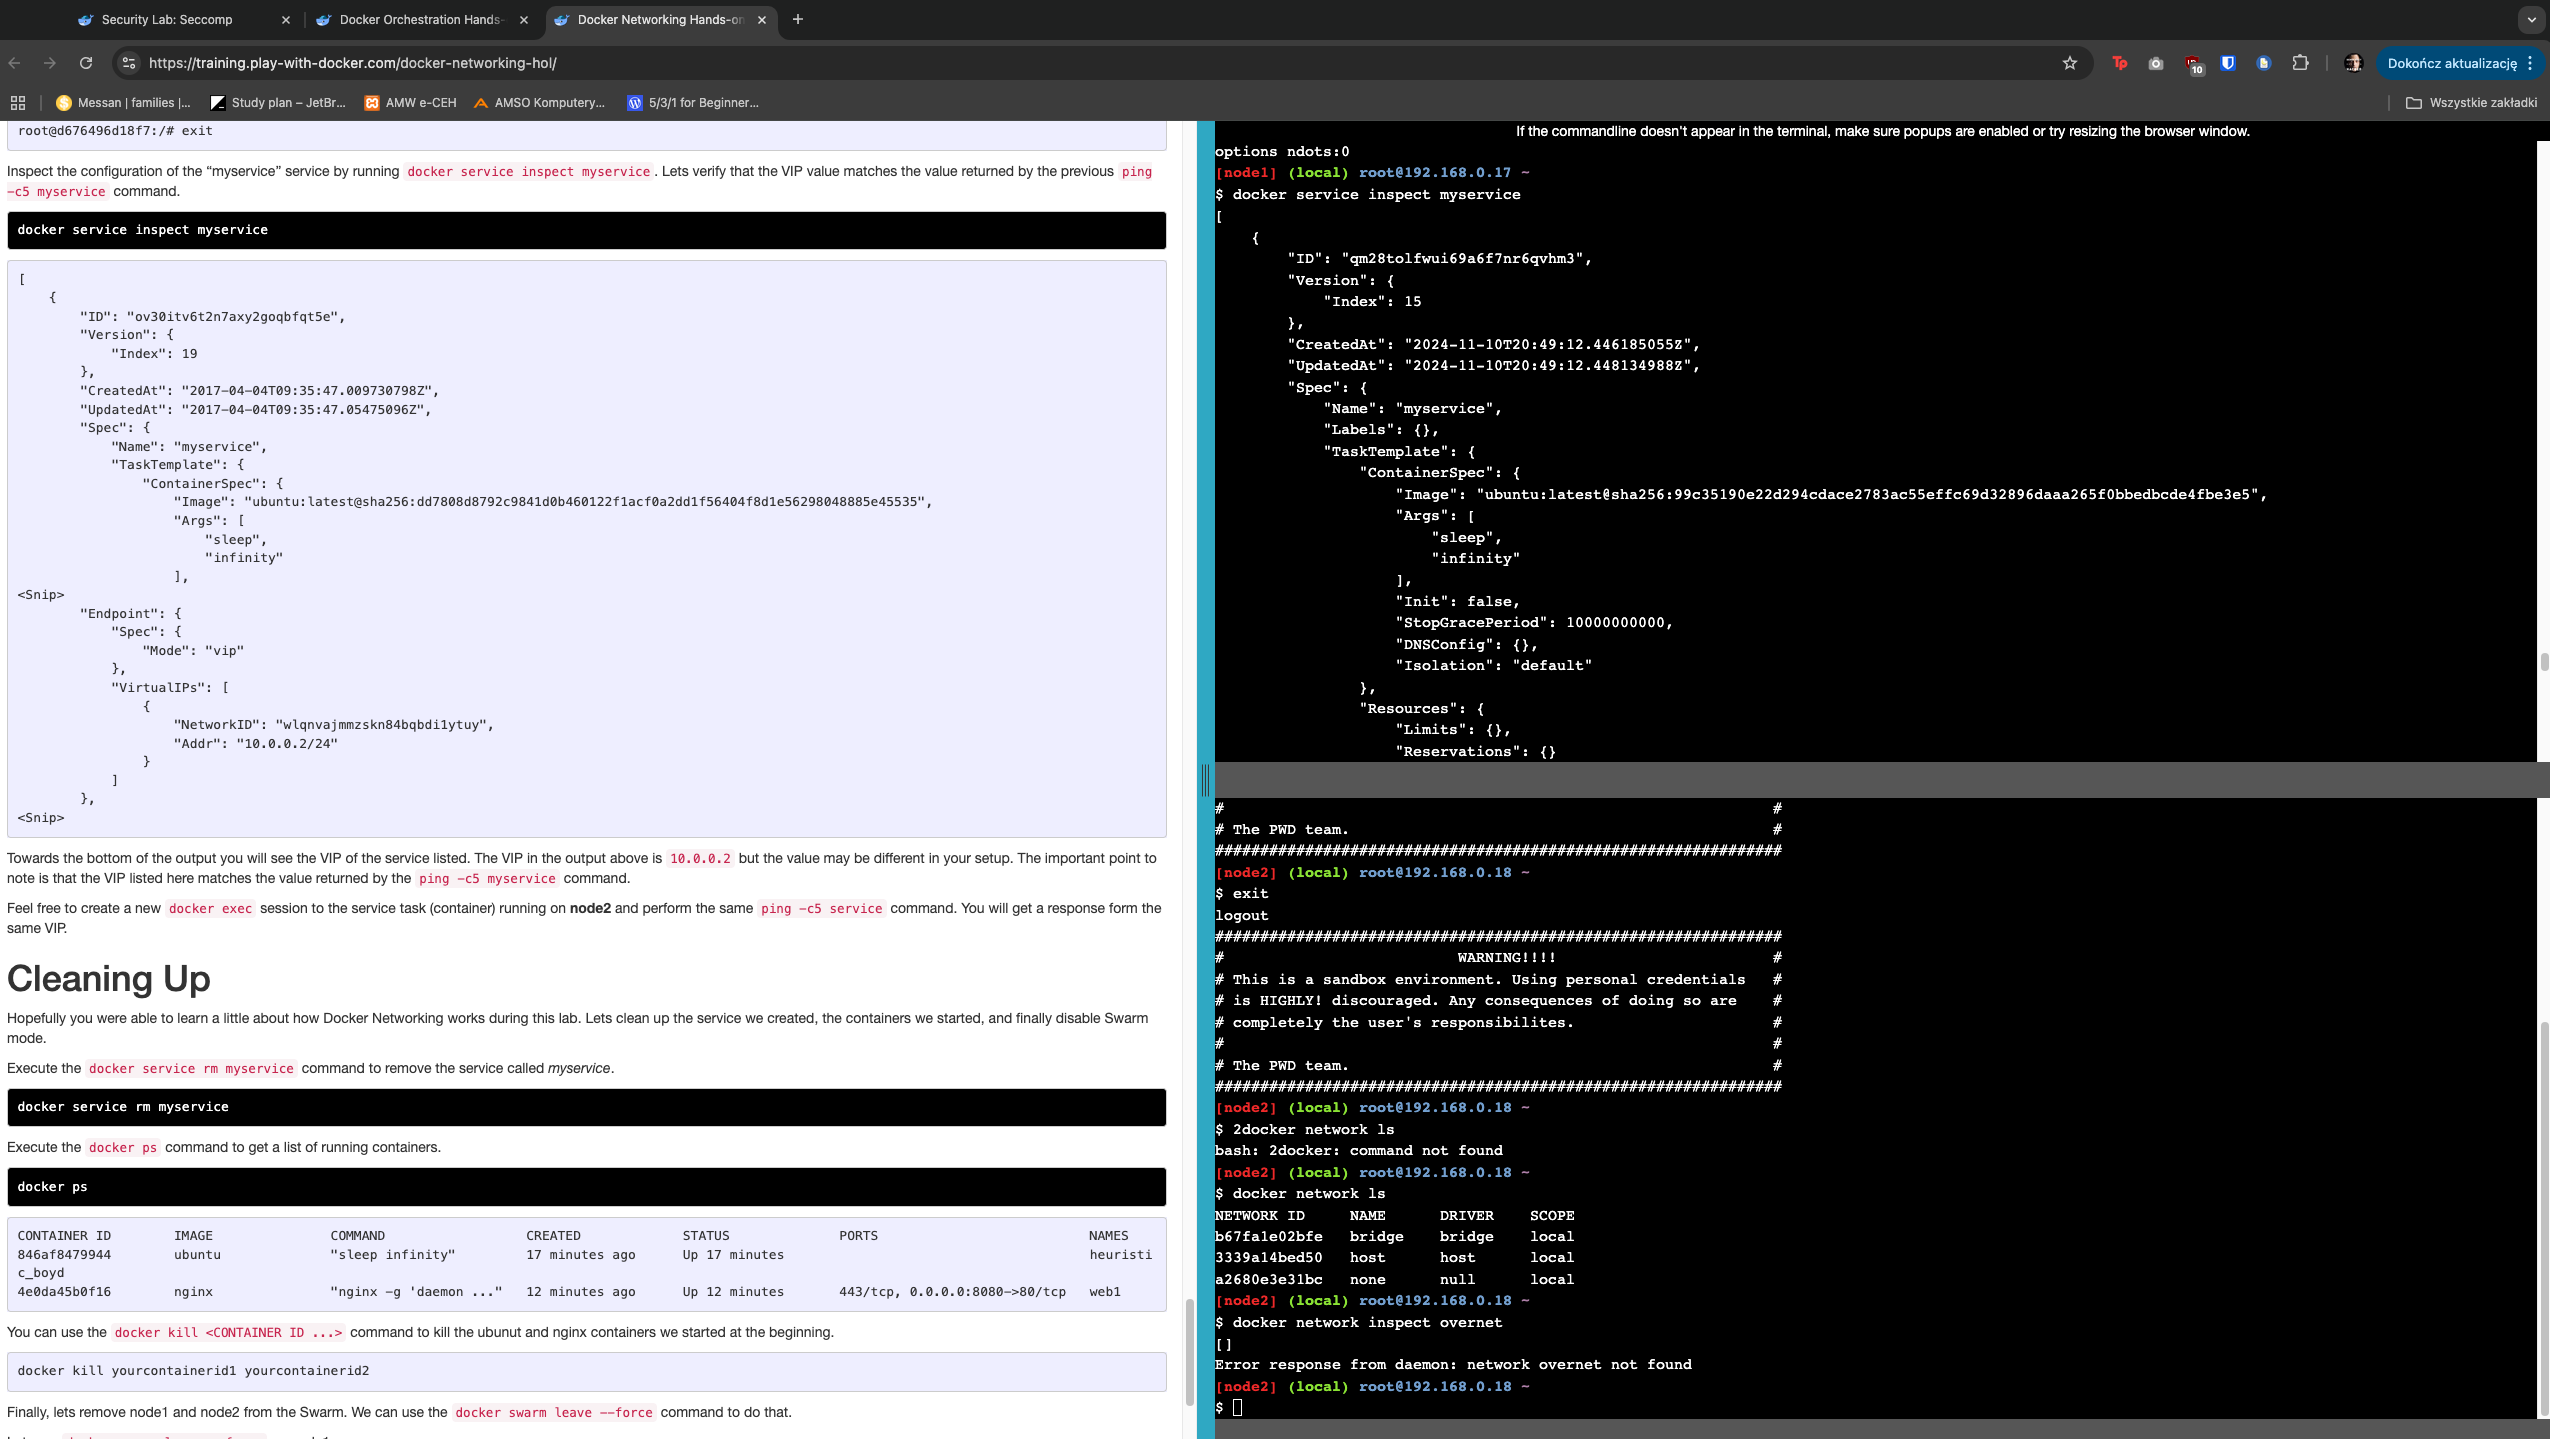 Security Lab: Seccomp
Docker Orchestration Hands-
Docker Networking Hands-on
https://training.play-with-docker.com/docker-networking-hol/
10
Dokończ aktualizację
Messan | families |...
Study plan – JetBr...
AMW e-CEH
AMSO Komputery...
5/3/1 for Beginner...
Wszystkie zakładki
root@d676496d18f7:/# exit
Inspect the configuration of the “myservice” service by running docker service inspect myservice. Lets verify that the VIP value matches the value returned by the previous ping
-c5 myservice command.
docker service inspect myservice
[
{
"ID": "ov30itv6t2n7axy2goqbfqt5e",
"Version": {
"Index": 19
},
"CreatedAt": "2017-04-04T09:35:47.009730798Z",
"UpdatedAt": "2017-04-04T09:35:47.05475096Z",
"Spec": {
"Name": "myservice",
"TaskTemplate": {
"ContainerSpec": {
"Image": "ubuntu:latest@sha256:dd7808d8792c9841d0b460122f1acf0a2dd1f56404f8d1e56298048885e45535",
"Args": [
"sleep",
"infinity"
],
<Snip>
"Endpoint": {
"Spec": {
"Mode": "vip"
},
"VirtualIPs": [
{
"NetworkID": "wlqnvajmmzskn84bqbdi1ytuy",
"Addr": "10.0.0.2/24"
}
]
},
<Snip>
Towards the bottom of the output you will see the VIP of the service listed. The VIP in the output above is 10.0.0.2 but the value may be different in your setup. The important point to
note is that the VIP listed here matches the value returned by the ping -c5 myservice command.
Feel free to create a new docker exec session to the service task (container) running on node2 and perform the same ping -c5 service command. You will get a response form the
same VIP.
Cleaning Up
Hopefully you were able to learn a little about how Docker Networking works during this lab. Lets clean up the service we created, the containers we started, and finally disable Swarm
mode.
Execute the docker service rm myservice command to remove the service called myservice.
docker service rm myservice
Execute the docker ps command to get a list of running containers.
docker ps
CONTAINER ID IMAGE COMMAND CREATED STATUS PORTS NAMES
846af8479944 ubuntu "sleep infinity" 17 minutes ago Up 17 minutes heuristi
c_boyd
4e0da45b0f16 nginx "nginx -g 'daemon ..." 12 minutes ago Up 12 minutes 443/tcp, 0.0.0.0:8080->80/tcp web1
You can use the docker kill <CONTAINER ID ...> command to kill the ubunut and nginx containers we started at the beginning.
docker kill yourcontainerid1 yourcontainerid2
Finally, lets remove node1 and node2 from the Swarm. We can use the docker swarm leave --force command to do that.
If the commandline doesn't appear in the terminal, make sure popups are enabled or try resizing the browser window.
options ndots:0
[node1] (local) root@192.168.0.17 ~
$ docker service inspect myservice
[
{
"ID": "qm28tolfwui69a6f7nr6qvhm3",
"Version": {
"Index": 15
},
"CreatedAt": "2024-11-10T20:49:12.446185055Z",
"UpdatedAt": "2024-11-10T20:49:12.448134988Z",
"Spec": {
"Name": "myservice",
"Labels": {},
"TaskTemplate": {
"ContainerSpec": {
"Image": "ubuntu:latest@sha256:99c35190e22d294cdace2783ac55effc69d32896daaa265f0bbedbcde4fbe3e5",
"Args": [
"sleep",
"infinity"
],
"Init": false,
"StopGracePeriod": 10000000000,
"DNSConfig": {},
"Isolation": "default"
},
"Resources": {
"Limits": {},
"Reservations": {}
# #
# The PWD team. #
###############################################################
[node2] (local) root@192.168.0.18 ~
$ exit
logout
###############################################################
# WARNING!!!! #
# This is a sandbox environment. Using personal credentials #
# is HIGHLY! discouraged. Any consequences of doing so are #
# completely the user's responsibilites. #
# #
# The PWD team. #
###############################################################
[node2] (local) root@192.168.0.18 ~
$ 2docker network ls
bash: 2docker: command not found
[node2] (local) root@192.168.0.18 ~
$ docker network ls
NETWORK ID NAME DRIVER SCOPE
b67fa1e02bfe bridge bridge local
3339a14bed50 host host local
a2680e3e31bc none null local
[node2] (local) root@192.168.0.18 ~
$ docker network inspect overnet
[]
Error response from daemon: network overnet not found
[node2] (local) root@192.168.0.18 ~
$